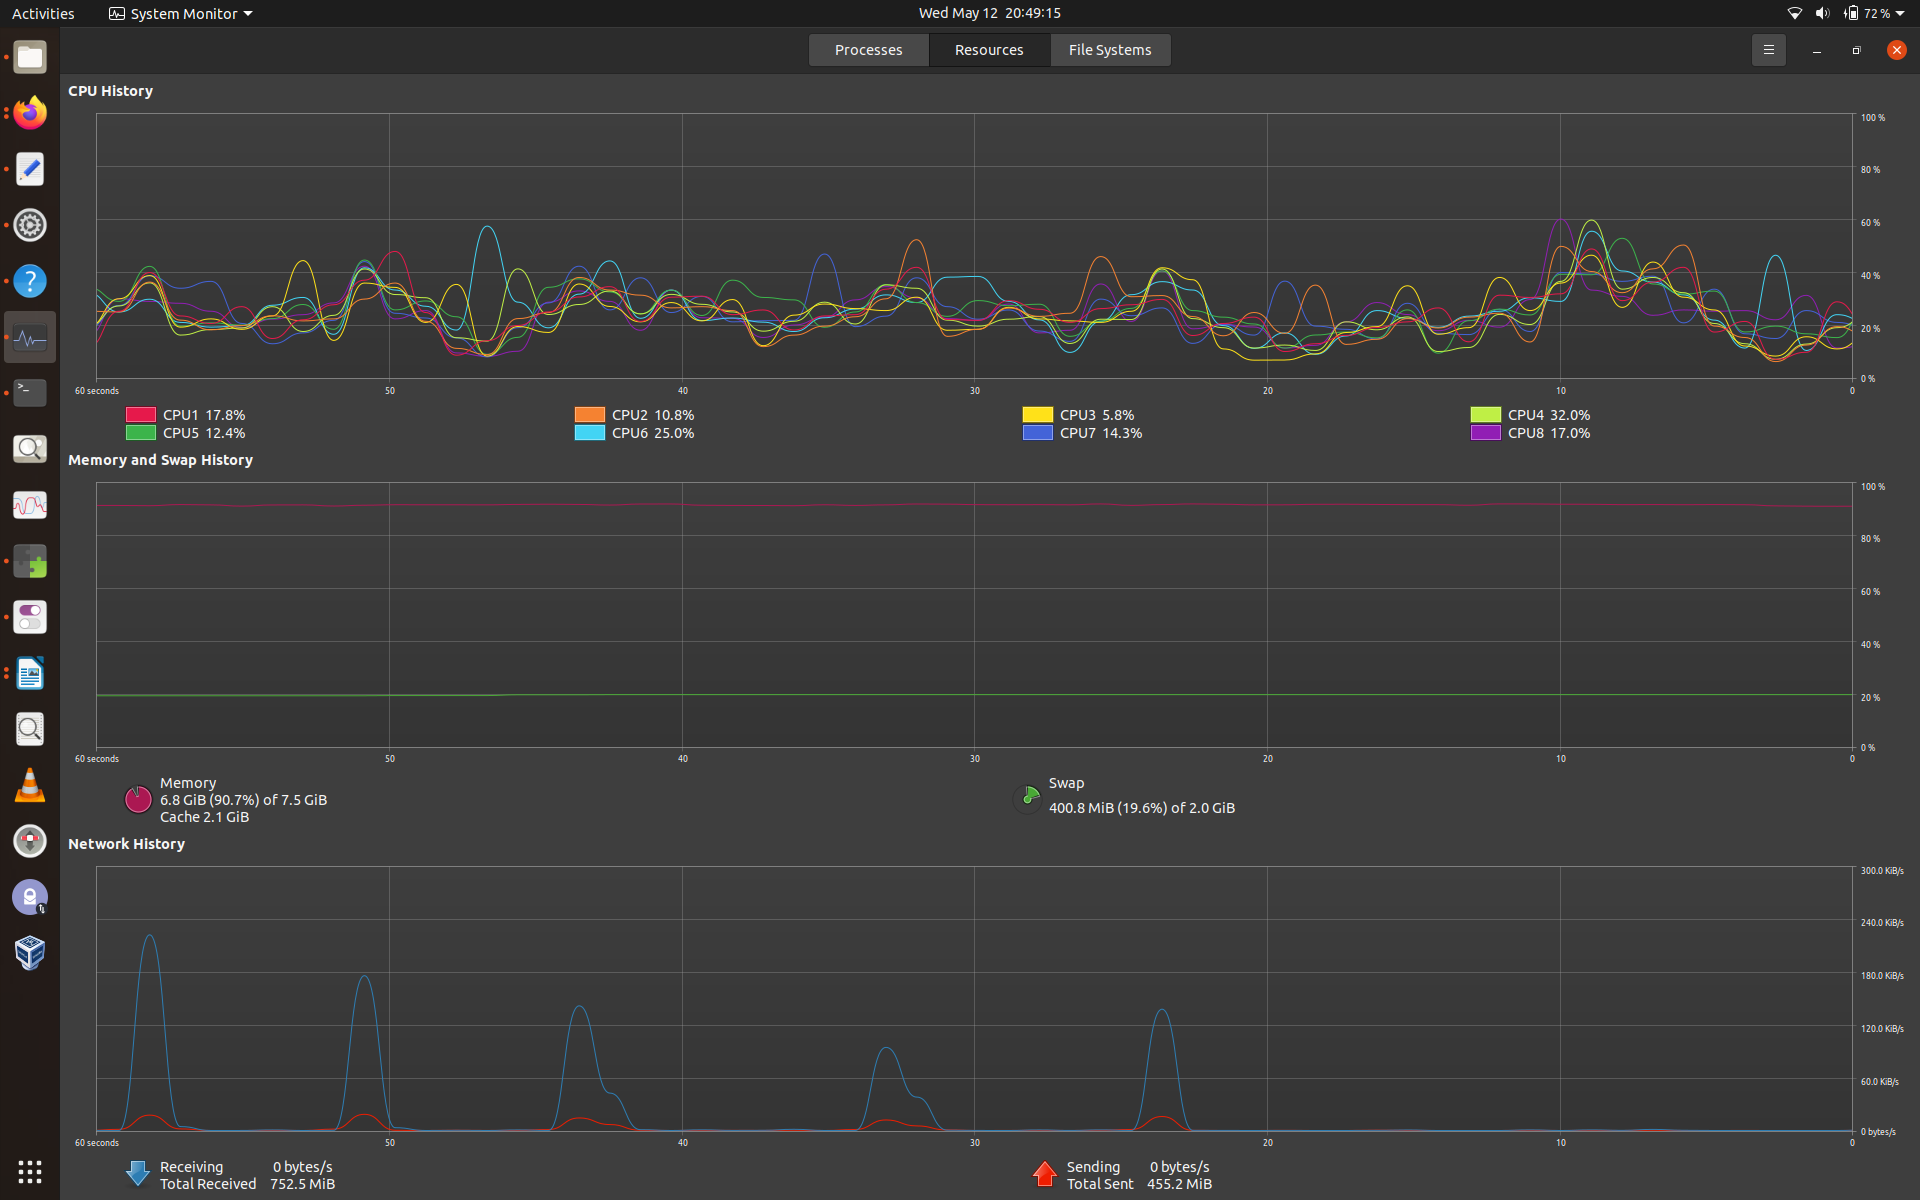 Activities System Monitor Wed May 12 20:49:15 72 %
Processes Resources File Systems
CPU History
100 %
80 %
60 %
40 %
20 %
0 %
60 seconds 50 40 30 20 10 0
CPU1 17.8% CPU2 10.8% CPU3 5.8% CPU4 32.0%
CPU5 12.4% CPU6 25.0% CPU7 14.3% CPU8 17.0%
Memory and Swap History
100 %
80 %
60 %
40 %
20 %
0 %
60 seconds 50 40 30 20 10 0
Memory
6.8 GiB (90.7%) of 7.5 GiB
Cache 2.1 GiB
Swap
400.8 MiB (19.6%) of 2.0 GiB
Network History
300.0 KiB/s
240.0 KiB/s
180.0 KiB/s
120.0 KiB/s
60.0 KiB/s
0 bytes/s
60 seconds 50 40 30 20 10 0
Receiving 0 bytes/s
Total Received 752.5 MiB
Sending 0 bytes/s
Total Sent 455.2 MiB